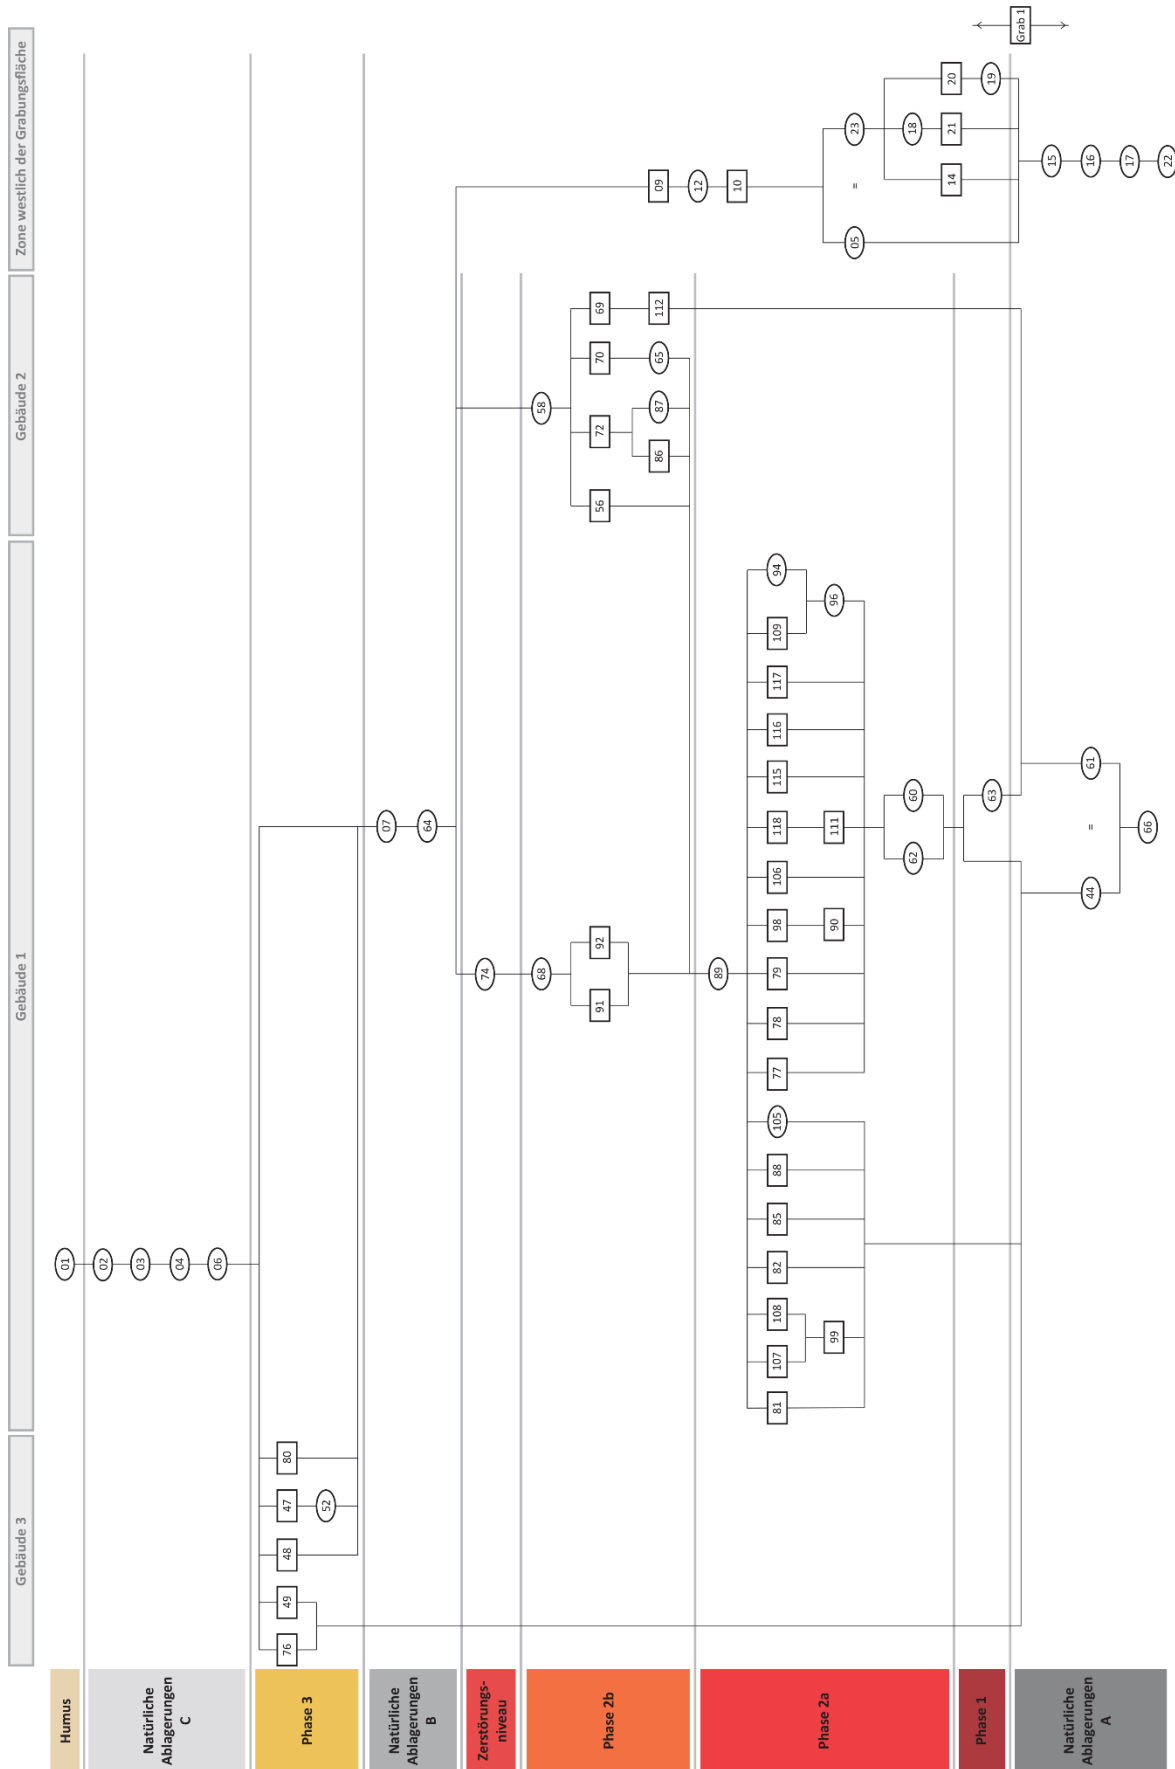 Gebäude 3 Gebäude 1 Gebäude 2 Zone westlich der Grabungsfläche
Humus
01
Natürliche
Ablagerungen
C
02
03
04
06
Phase 3
76 49 48 47 80
52
Natürliche
Ablagerungen
B
07
64
Zerstörungs-
niveau
74
Phase 2b
68 58
91 92 56 72 70 69
86 87 65 112 09
12
Phase 2a
89
10
81 107 108 82 85 88 105 77 78 79 98 106 118 115 116 117 109 94
99 90 111 96
05 = 23
62 60 18
14 21 20
Phase 1
63 19
Grab 1
Natürliche
Ablagerungen
A
15
44 = 61 16
17
66
22